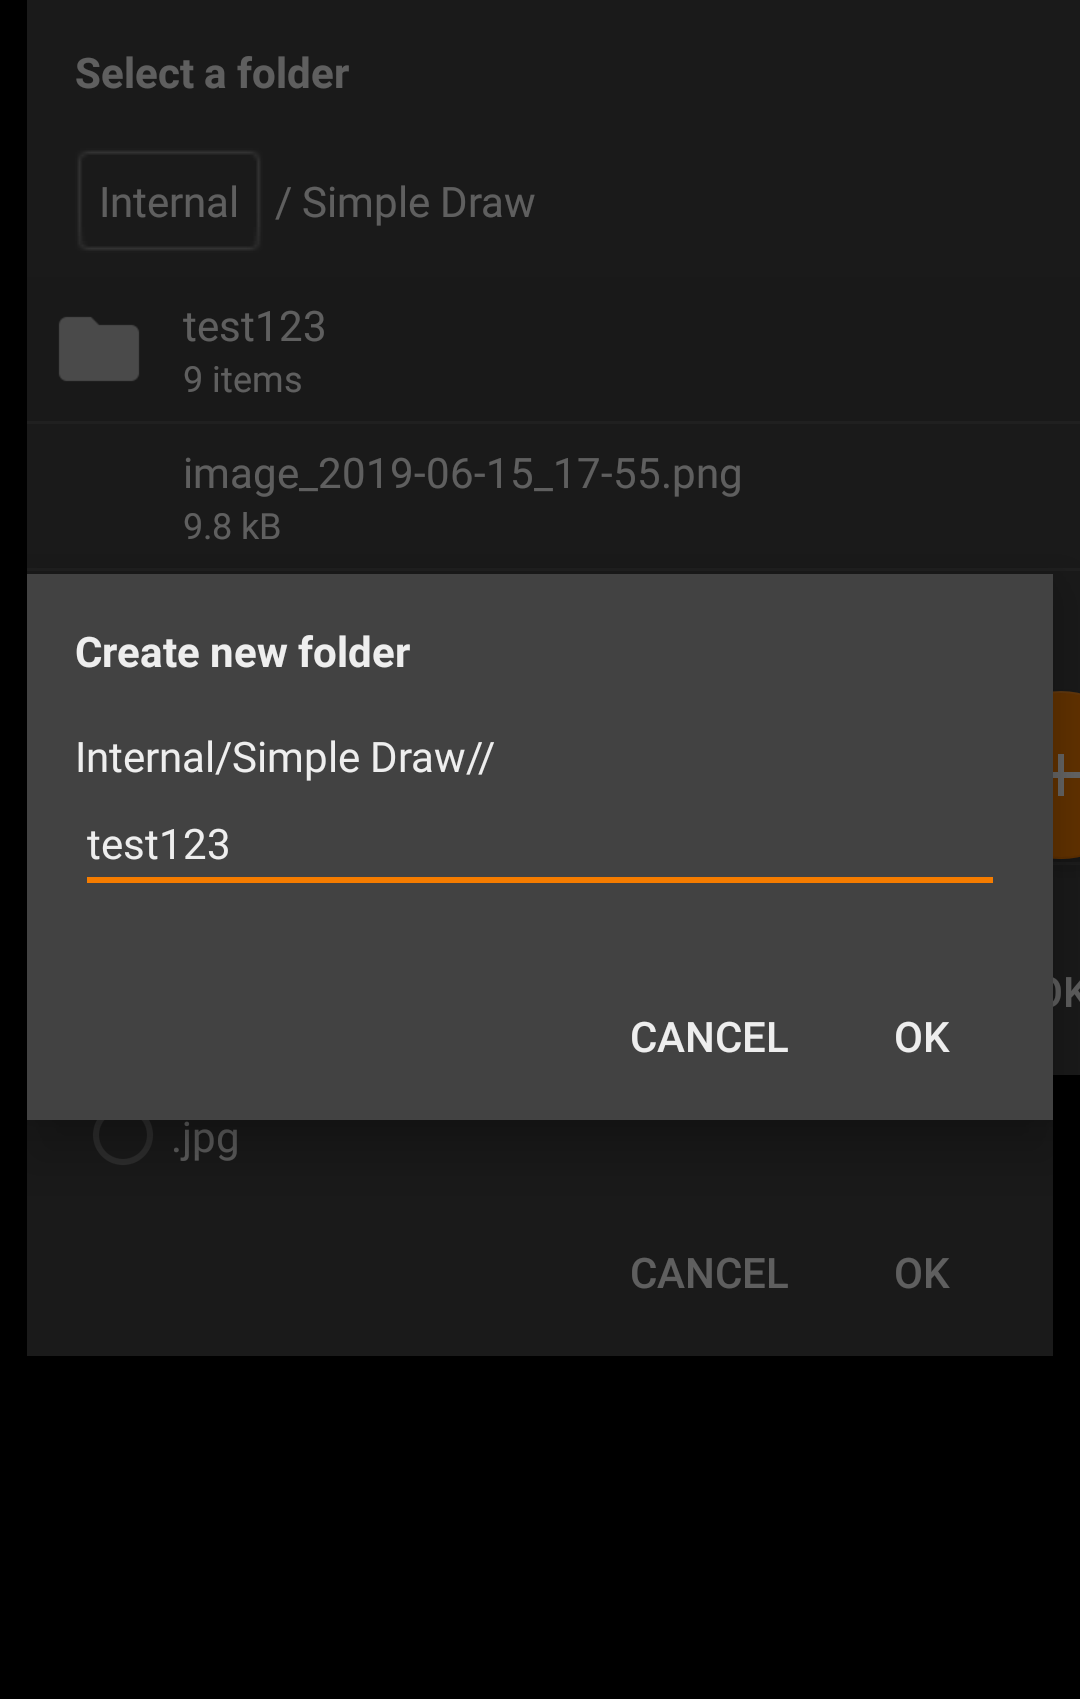 Select a folder
Internal / Simple Draw
test123
9 items
image_2019-06-15_17-55.png
9.8 kB
Create new folder
Internal/Simple Draw//
test123
OK
CANCEL OK
.jpg
CANCEL OK